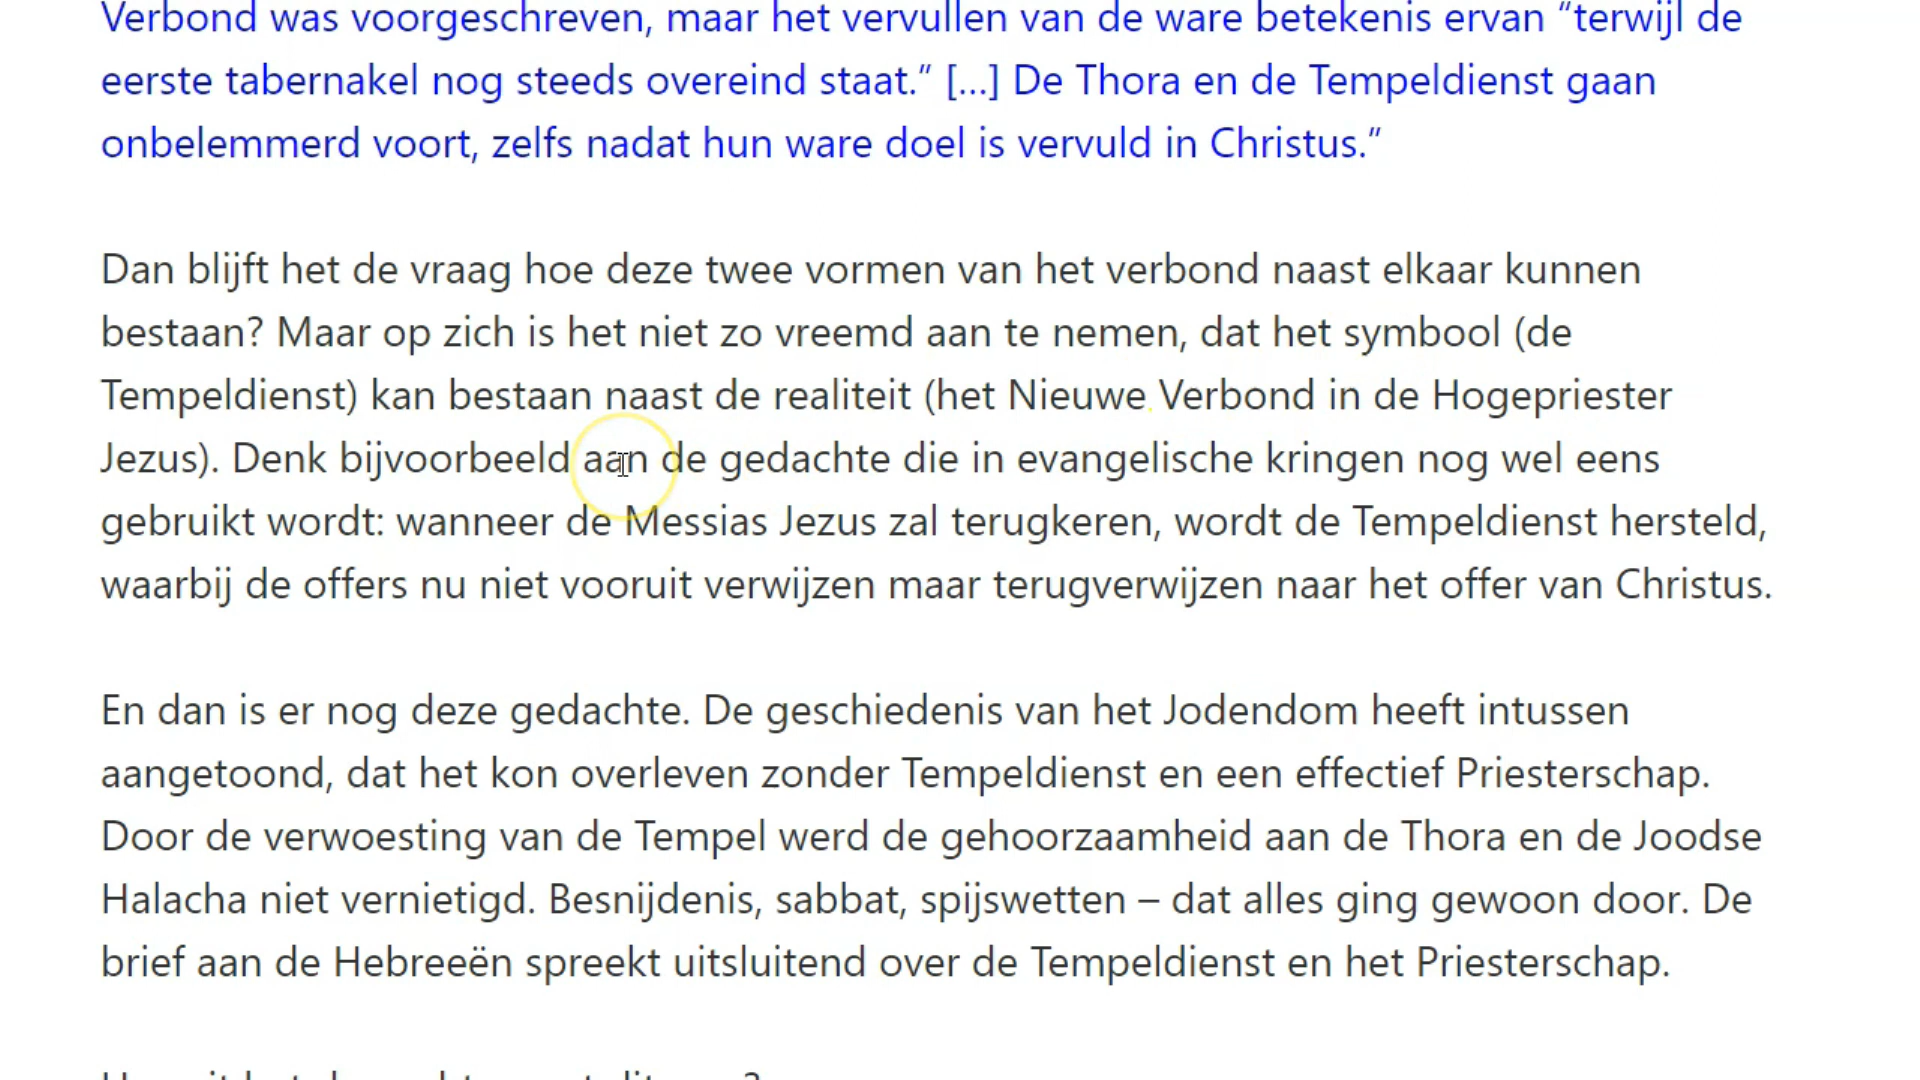 Verbond was voorgeschreven, maar het vervullen van de ware betekenis ervan “terwijl de
eerste tabernakel nog steeds overeind staat.” [...] De Thora en de Tempeldienst gaan
onbelemmerd voort, zelfs nadat hun ware doel is vervuld in Christus.”
Dan blijft het de vraag hoe deze twee vormen van het verbond naast elkaar kunnen
bestaan? Maar op zich is het niet zo vreemd aan te nemen, dat het symbool (de
Tempeldienst) kan bestaan naast de realiteit (het Nieuwe Verbond in de Hogepriester
Jezus). Denk bijvoorbeeld aan de gedachte die in evangelische kringen nog wel eens
gebruikt wordt: wanneer de Messias Jezus zal terugkeren, wordt de Tempeldienst hersteld,
waarbij de offers nu niet vooruit verwijzen maar terugverwijzen naar het offer van Christus.
En dan is er nog deze gedachte. De geschiedenis van het Jodendom heeft intussen
aangetoond, dat het kon overleven zonder Tempeldienst en een effectief Priesterschap.
Door de verwoesting van de Tempel werd de gehoorzaamheid aan de Thora en de Joodse
Halacha niet vernietigd. Besnijdenis, sabbat, spijswetten – dat alles ging gewoon door. De
brief aan de Hebreeën spreekt uitsluitend over de Tempeldienst en het Priesterschap.